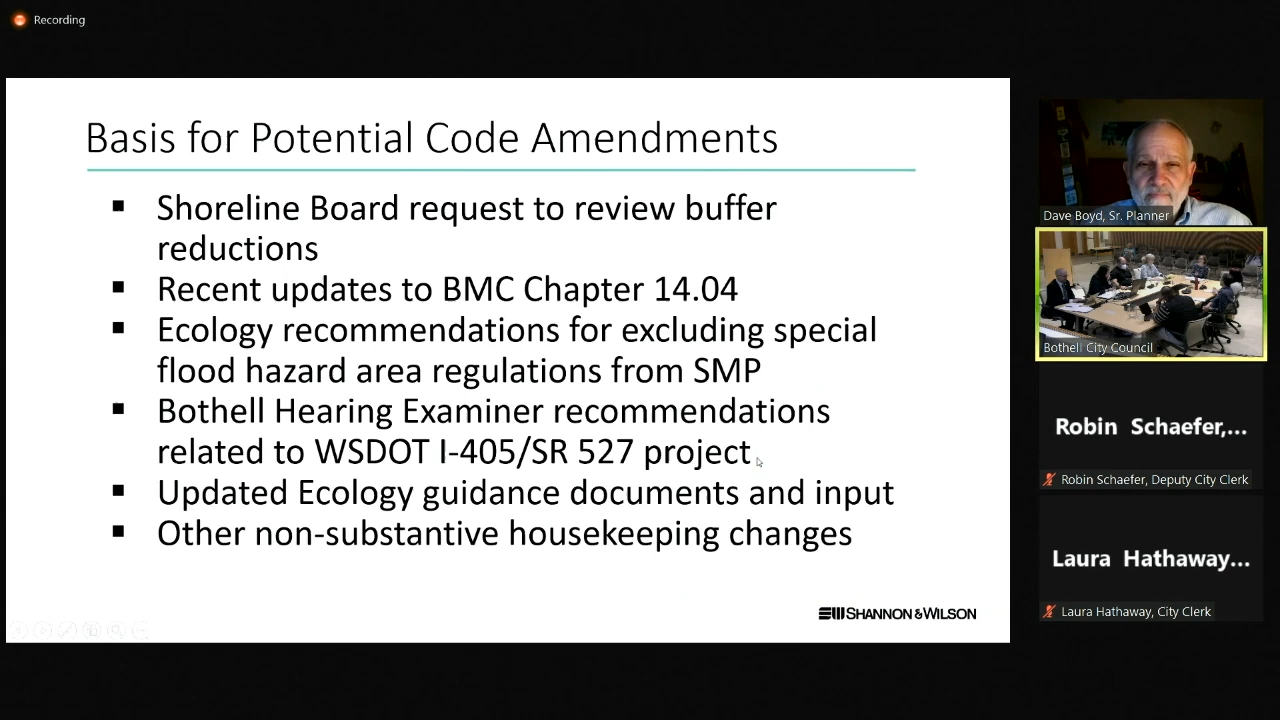 Recording
Basis for Potential Code Amendments
▪ Shoreline Board request to review buffer
reductions
▪ Recent updates to BMC Chapter 14.04
▪ Ecology recommendations for excluding special
flood hazard area regulations from SMP
▪ Bothell Hearing Examiner recommendations
related to WSDOT I-405/SR 527 project
▪ Updated Ecology guidance documents and input
▪ Other non-substantive housekeeping changes
SHANNON & WILSON
Dave Boyd, Sr. Planner
Bothell City Council
Robin Schaefer,...
Robin Schaefer, Deputy City Clerk
Laura Hathaway...
Laura Hathaway, City Clerk